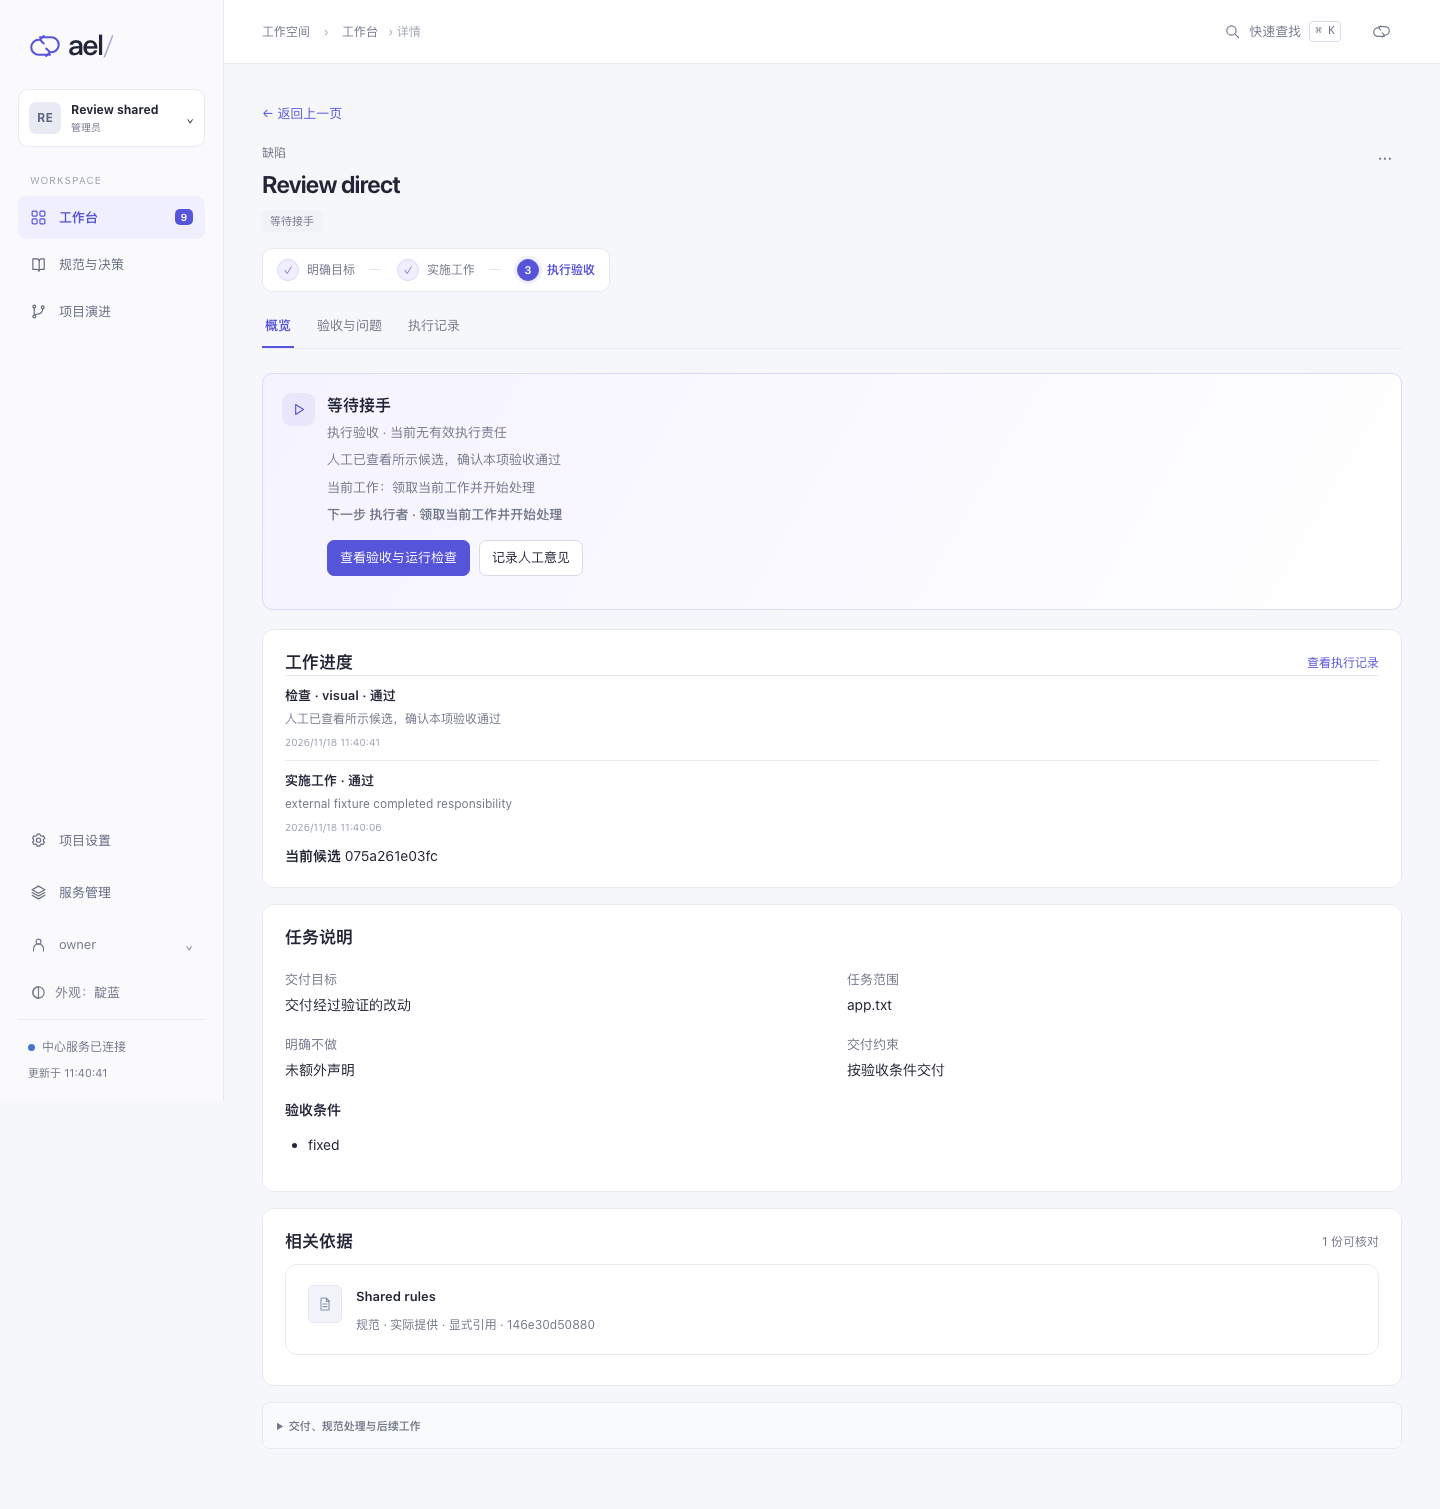 ael/
RE
Review shared
管理员
WORKSPACE
工作台
9
规范与决策
项目演进
项目设置
服务管理
owner
外观：靛蓝
中心服务已连接
更新于 11:40:41
工作空间 › 工作台 › 详情
快速查找 ⌘ K
← 返回上一页
缺陷
...
Review direct
等待接手
✓ 明确目标 — ✓ 实施工作 — 3 执行验收
概览 验收与问题 执行记录
等待接手
执行验收 · 当前无有效执行责任
人工已查看所示候选，确认本项验收通过
当前工作：领取当前工作并开始处理
下一步 执行者 · 领取当前工作并开始处理
查看验收与运行检查 记录人工意见
工作进度
查看执行记录
检查 · visual · 通过
人工已查看所示候选，确认本项验收通过
2026/11/18 11:40:41
实施工作 · 通过
external fixture completed responsibility
2026/11/18 11:40:06
当前候选 075a261e03fc
任务说明
交付目标
交付经过验证的改动
任务范围
app.txt
明确不做
未额外声明
交付约束
按验收条件交付
验收条件
• fixed
相关依据
1 份可核对
Shared rules
规范 · 实际提供 · 显式引用 · 146e30d50880
▶ 交付、规范处理与后续工作